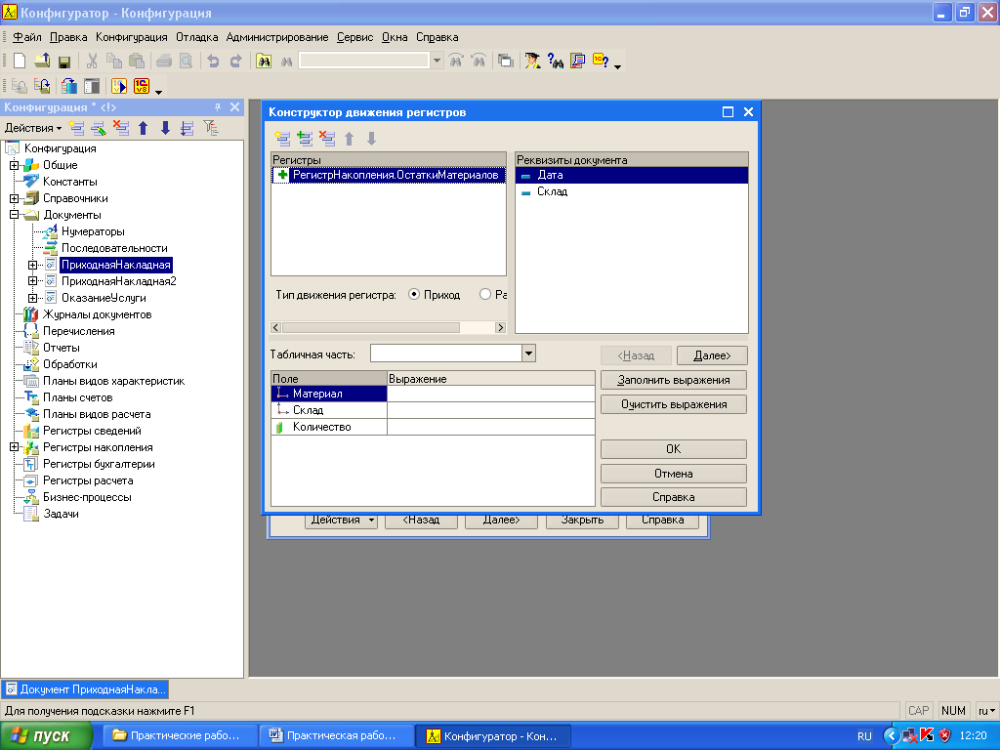 Конфигуратор - Конфигурация
Файл Правка Конфигурация Отладка Администрирование Сервис Окна Справка
Конфигурация * <!>
Действия
Конфигурация
Общие
Константы
Справочники
Документы
Нумераторы
Последовательности
ПриходнаяНакладная
ПриходнаяНакладная2
ОказаниеУслуги
Журналы документов
Перечисления
Отчеты
Обработки
Планы видов характеристик
Планы счетов
Планы видов расчета
Регистры сведений
Регистры накопления
Регистры бухгалтерии
Регистры расчета
Бизнес-процессы
Задачи
Конструктор движения регистров
Регистры
РегистрНакопления.ОстаткиМатериалов
Реквизиты документа
Дата
Склад
Тип движения регистра: Приход Ра
Табличная часть:
<Назад Далее>
Поле Выражение
Материал
Склад
Количество
Заполнить выражения
Очистить выражения
ОК
Отмена
Справка
Действия <Назад Далее> Закрыть Справка
Документ ПриходнаяНакла...
Для получения подсказки нажмите F1
CAP NUM ru
пуск
Практические рабо...
Практическая рабо...
Конфигуратор - Кон...
RU
12:20